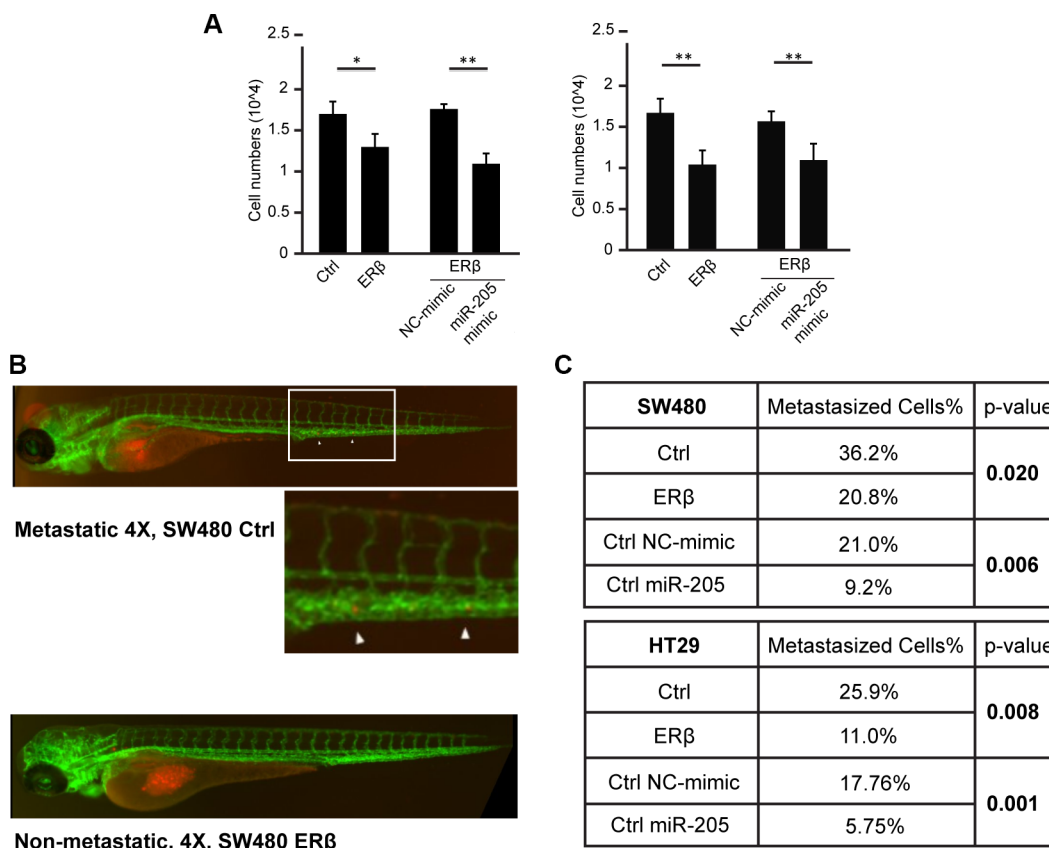 A
2.5
2
1.5
1
0.5
0
Cell numbers (10^4)
*
**
Ctrl
ERβ
ERβ
NC-mimic
miR-205
mimic
2.5
2
1.5
1
0.5
0
Cell numbers (10^4)
**
**
Ctrl
ERβ
ERβ
NC-mimic
miR-205
mimic
B
Metastatic 4X, SW480 Ctrl
Non-metastatic, 4X, SW480 ERβ
C
SW480 Metastasized Cells% p-value
Ctrl 36.2%
0.020
ERβ 20.8%
Ctrl NC-mimic 21.0%
0.006
Ctrl miR-205 9.2%
HT29 Metastasized Cells% p-value
Ctrl 25.9%
0.008
ERβ 11.0%
Ctrl NC-mimic 17.76%
0.001
Ctrl miR-205 5.75%